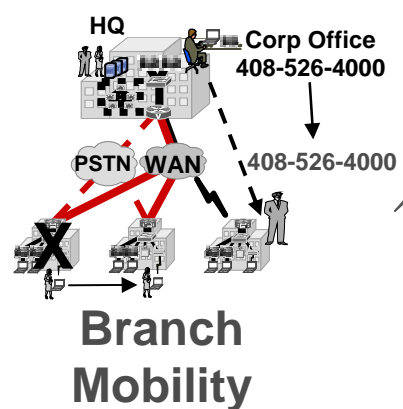 HQ
Corp Office
408-526-4000
PSTN
WAN
408-526-4000
X
Branch
Mobility